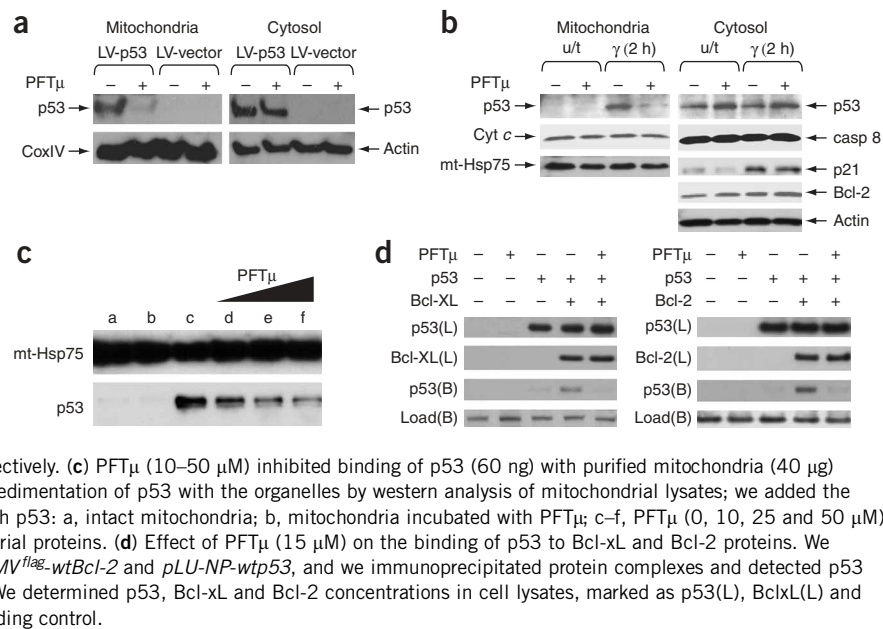 a
Mitochondria Cytosol
LV-p53 LV-vector LV-p53 LV-vector
PFTμ – + – + – + – +
p53 p53
CoxIV Actin
b
Mitochondria Cytosol
u/t γ (2 h) u/t γ (2 h)
PFTμ – + – + – + – +
p53 p53
Cyt c casp 8
mt-Hsp75 p21
Bcl-2
Actin
c
PFTμ
a b c d e f
mt-Hsp75
p53
d
PFTμ – + – – +
p53 – – + + +
Bcl-XL – – – + +
p53(L)
Bcl-XL(L)
p53(B)
Load(B)
PFTμ – + – – +
p53 – – + + +
Bcl-2 – – – + +
p53(L)
Bcl-2(L)
p53(B)
Load(B)
ectively. (c) PFTμ (10–50 μM) inhibited binding of p53 (60 ng) with purified mitochondria (40 μg)
edimentation of p53 with the organelles by western analysis of mitochondrial lysates; we added the
h p53: a, intact mitochondria; b, mitochondria incubated with PFTμ; c–f, PFTμ (0, 10, 25 and 50 μM)
rial proteins. (d) Effect of PFTμ (15 μM) on the binding of p53 to Bcl-xL and Bcl-2 proteins. We
MVflag-wtBcl-2 and pLU-NP-wtp53, and we immunoprecipitated protein complexes and detected p53
We determined p53, Bcl-xL and Bcl-2 concentrations in cell lysates, marked as p53(L), BclxL(L) and
ding control.